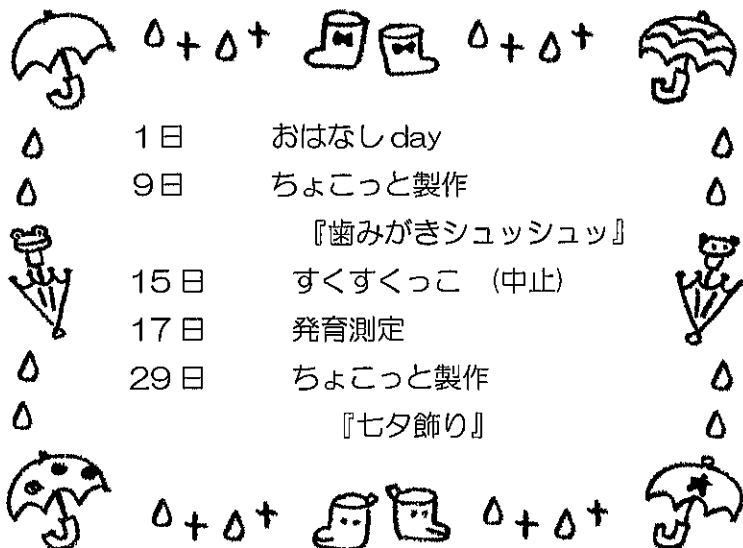 1日 おはなしday
9日 ちょこっと製作
『歯みがきシュッシュッ』
15日 すくすくっこ (中止)
17日 発育測定
29日 ちょこっと製作
『七夕飾り』